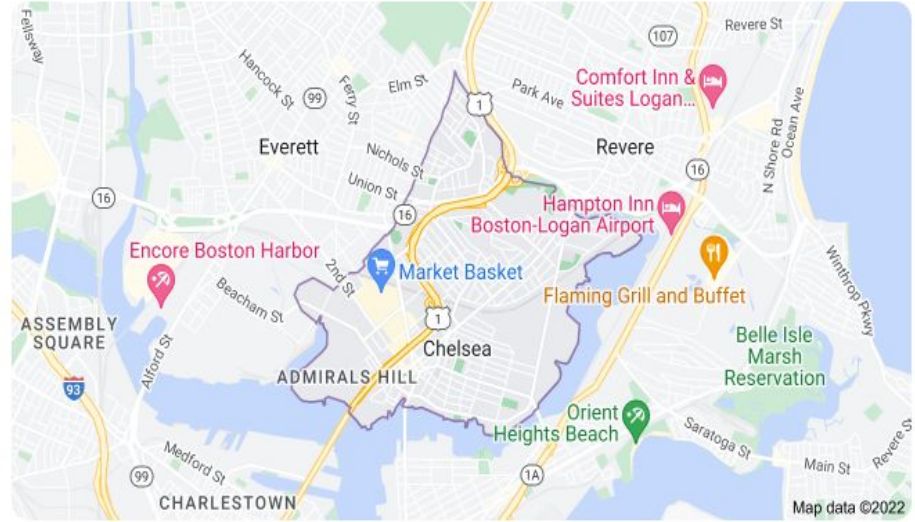 Fellsway
Revere St
107
Comfort Inn &
Suites Logan...
Hancock St
Ferry St
Elm St
99
1
Park Ave
N Shore Rd
Ocean Ave
Everett
Revere
Nichols St
16
Union St
16
16
Hampton Inn
Boston-Logan Airport
Encore Boston Harbor
2nd St
Market Basket
Flaming Grill and Buffet
Winthrop Pkwy
Beacham St
ASSEMBLY
SQUARE
1
Alford St
Chelsea
Belle Isle
Marsh
Reservation
ADMIRALS HILL
93
Orient
Heights Beach
Saratoga St
Revere S
Medford St
99
1A
Main St
CHARLESTOWN
Map data ©2022